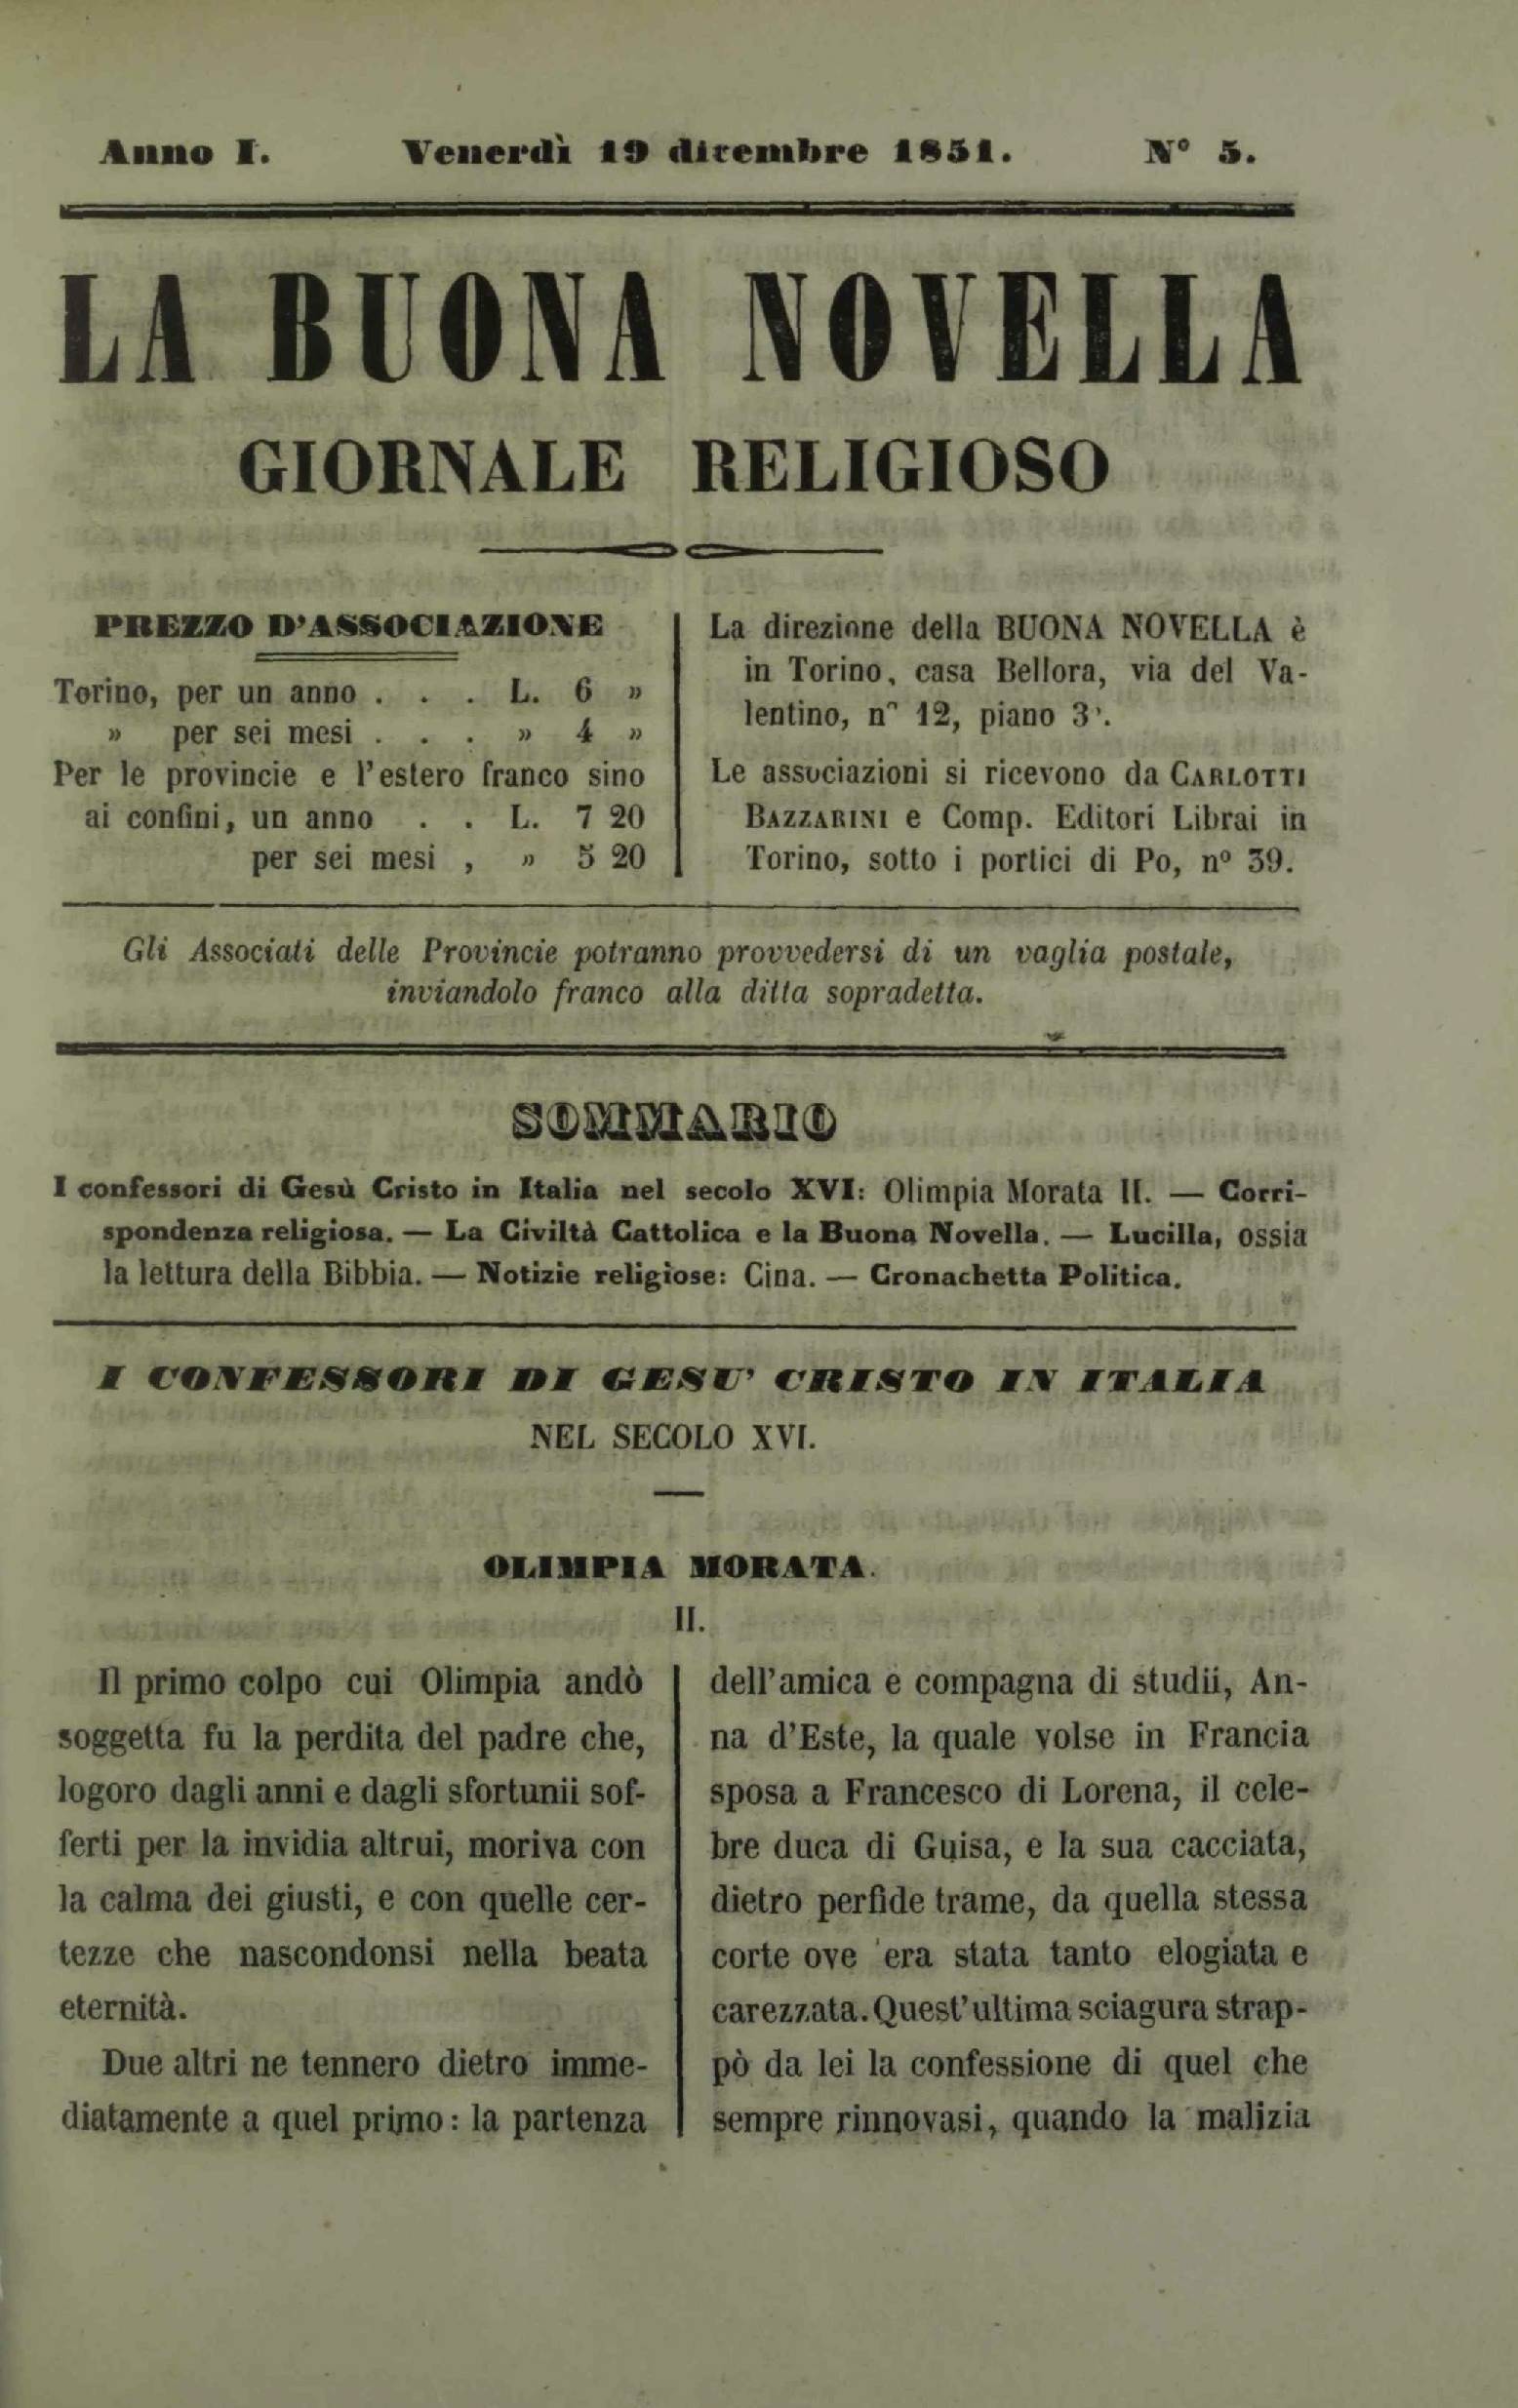 Anno I. Venerdì 19 dicembre 1851. N° 5.
LA BUONA NOVELLA
GIORNALE RELIGIOSO
PREZZO D'ASSOCIAZIONE
Torino, per un anno . . . L. 6 »
» per sei mesi . . . » 4 »
Per le provincie e l'estero franco sino
ai confini, un anno . . L. 7 20
per sei mesi , » 5 20
La direzione della BUONA NOVELLA è
in Torino, casa Bellora, via del Va-
lentino, n° 12, piano 3°.
Le associazioni si ricevono da CARLOTTI
BAZZARINI e Comp. Editori Librai in
Torino, sotto i portici di Po, nº 39.
Gli Associati delle Provincie potranno provvedersi di un vaglia postale,
inviandolo franco alla ditta sopradetta.
SOMMARIO
I confessori di Gesù Cristo in Italia nel secolo XVI: Olimpia Morata II. — Corri-
spondenza religiosa. — La Civiltà Cattolica e la Buona Novella. — Lucilla, ossia
la lettura della Bibbia. — Notizie religiose: Cina. — Cronachetta Politica.
I CONFESSORI DI GESU' CRISTO IN ITALIA
NEL SECOLO XVI.
OLIMPIA MORATA.
II.
Il primo colpo cui Olimpia andò
soggetta fu la perdita del padre che,
logoro dagli anni e dagli sfortunii sof-
ferti per la invidia altrui, moriva con
la calma dei giusti, e con quelle cer-
tezze che nascondonsi nella beata
eternità.
Due altri ne tennero dietro imme-
diatamente a quel primo: la partenza
dell'amica e compagna di studii, An-
na d'Este, la quale volse in Francia
sposa a Francesco di Lorena, il cele-
bre duca di Guisa, e la sua cacciata,
dietro perfide trame, da quella stessa
corte ove era stata tanto elogiata e
carezzata. Quest'ultima sciagura strap-
pò da lei la confessione di quel che
sempre rinnovasi, quando la malizia